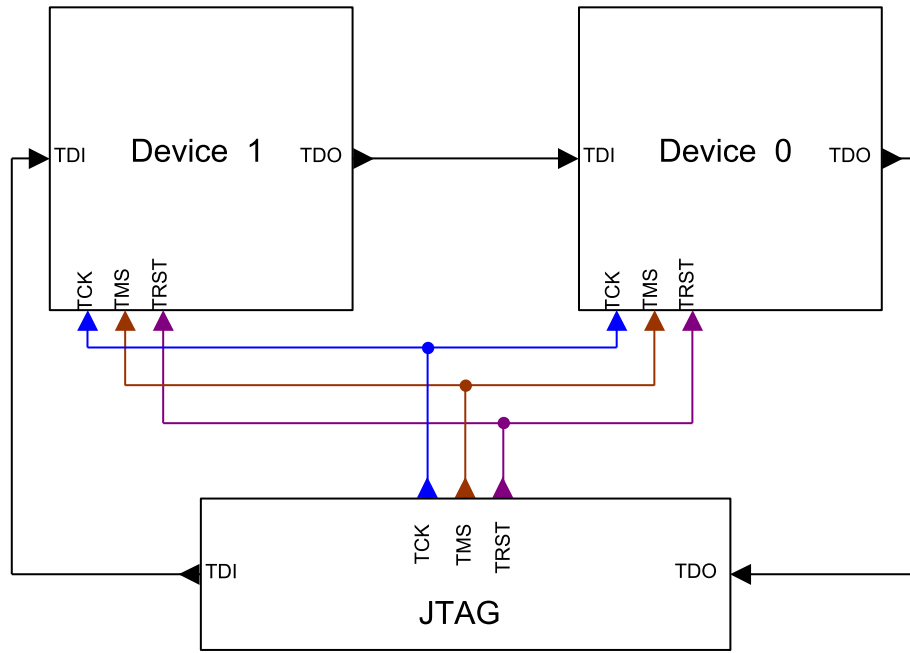 TDI
Device 1
TDO
TDI
Device 0
TDO
TCK
TMS
TRST
TCK
TMS
TRST
TCK
TMS
TRST
TDI
TDO
JTAG